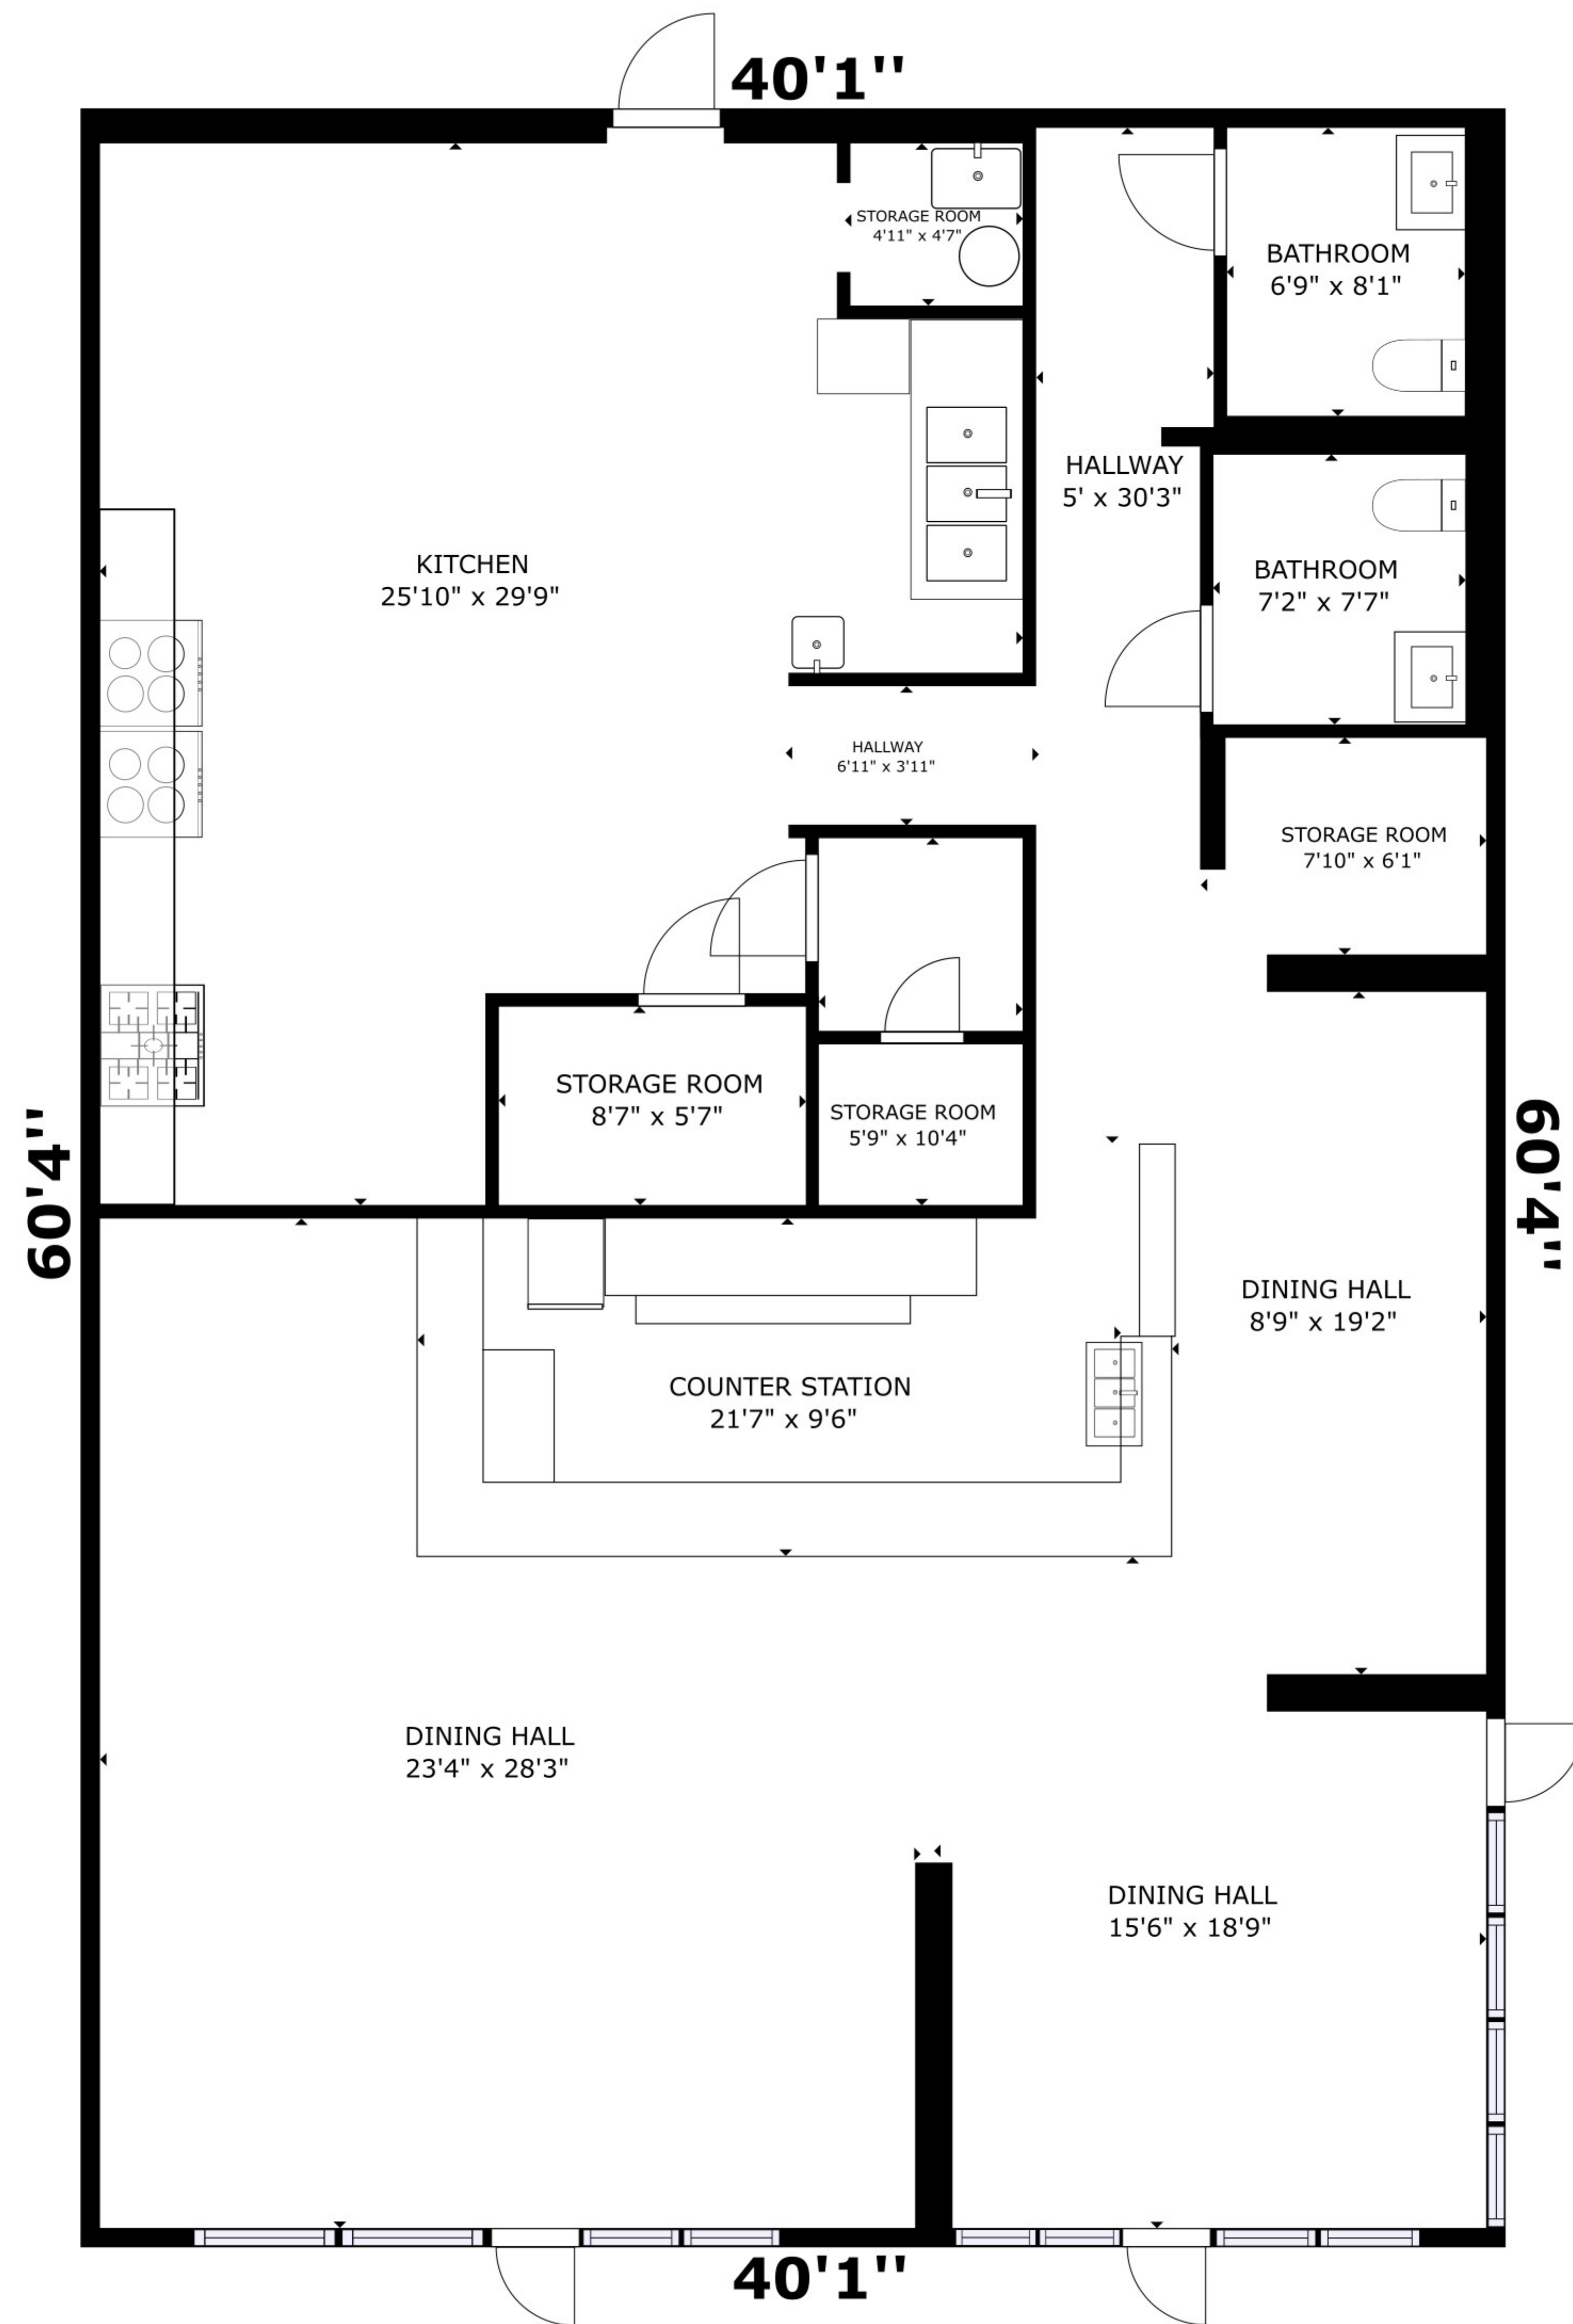 40'1''
STORAGE ROOM
4'11" x 4'7"
BATHROOM
6'9" x 8'1"
HALLWAY
5' x 30'3"
KITCHEN
25'10" x 29'9"
BATHROOM
7'2" x 7'7"
HALLWAY
6'11" x 3'11"
STORAGE ROOM
7'10" x 6'1"
STORAGE ROOM
8'7" x 5'7"
STORAGE ROOM
5'9" x 10'4"
60'4''
60'4''
DINING HALL
8'9" x 19'2"
COUNTER STATION
21'7" x 9'6"
DINING HALL
23'4" x 28'3"
DINING HALL
15'6" x 18'9"
40'1''